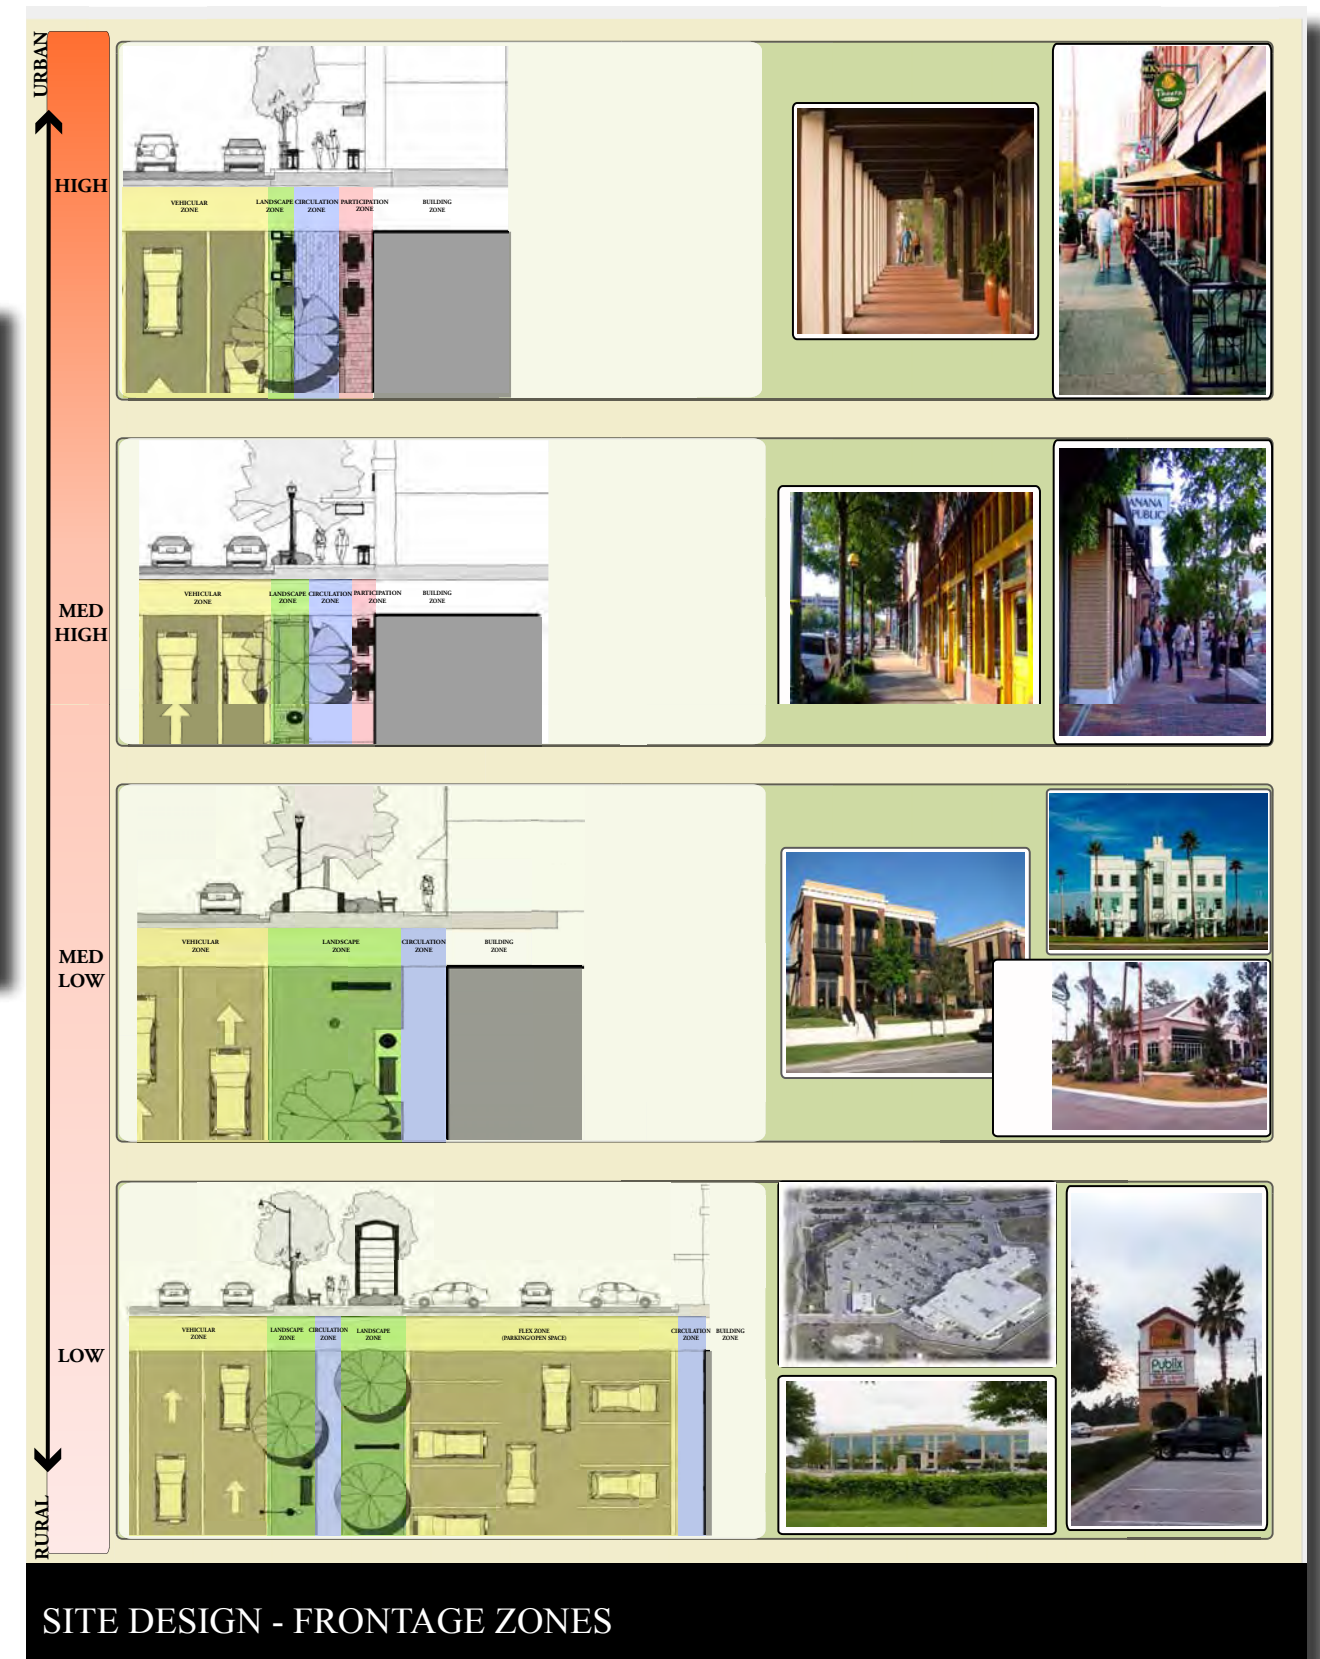 URBAN
HIGH
VEHICULAR
ZONE
LANDSCAPE
ZONE
CIRCULATION
ZONE
PARTICIPATION
ZONE
BUILDING
ZONE
MED
HIGH
VEHICULAR
ZONE
LANDSCAPE
ZONE
CIRCULATION
ZONE
PARTICIPATION
ZONE
BUILDING
ZONE
ANANA
PUBLIC
MED
LOW
VEHICULAR
ZONE
LANDSCAPE
ZONE
CIRCULATION
ZONE
BUILDING
ZONE
LOW
VEHICULAR
ZONE
LANDSCAPE
ZONE
CIRCULATION
ZONE
LANDSCAPE
ZONE
FLEX ZONE
(PARKING/OPEN SPACE)
CIRCULATION
ZONE
BUILDING
ZONE
Publix
RURAL
SITE DESIGN - FRONTAGE ZONES